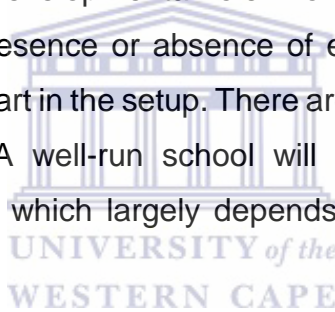 esence or absence of e
art in the setup. There ar
A well-run school will
which largely depends
UNIVERSITY of the
WESTERN CAPE